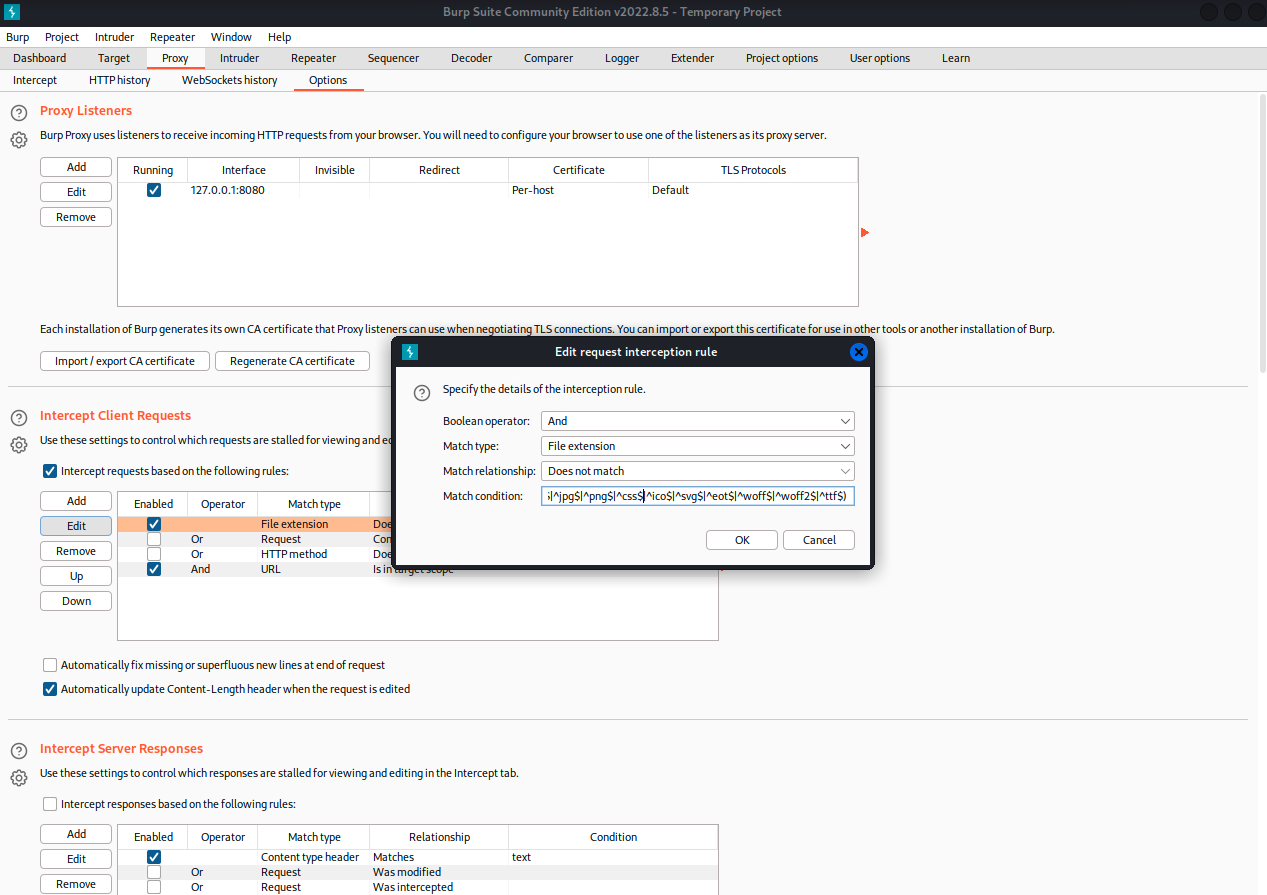 Burp Suite Community Edition v2022.8.5 - Temporary Project
Burp Project Intruder Repeater Window Help
Dashboard Target Proxy Intruder Repeater Sequencer Decoder Comparer Logger Extender Project options User options Learn
Intercept HTTP history WebSockets history Options
Proxy Listeners
Burp Proxy uses listeners to receive incoming HTTP requests from your browser. You will need to configure your browser to use one of the listeners as its proxy server.
Add
Edit
Remove
Running Interface Invisible Redirect Certificate TLS Protocols
127.0.0.1:8080 Per-host Default
Each installation of Burp generates its own CA certificate that Proxy listeners can use when negotiating TLS connections. You can import or export this certificate for use in other tools or another installation of Burp.
Import / export CA certificate Regenerate CA certificate
Edit request interception rule
Specify the details of the interception rule.
Boolean operator: And
Match type: File extension
Match relationship: Does not match
Match condition: |^jpg$|^png$|^css$|^ico$|^svg$|^eot$|^woff$|^woff2$|^ttf$)
OK Cancel
Intercept Client Requests
Use these settings to control which requests are stalled for viewing and
Intercept requests based on the following rules:
Add
Edit
Remove
Up
Down
Enabled Operator Match type
File extension
Or Request
Or HTTP method
And URL Is in target scope
Automatically fix missing or superfluous new lines at end of request
Automatically update Content-Length header when the request is edited
Intercept Server Responses
Use these settings to control which responses are stalled for viewing and editing in the Intercept tab.
Intercept responses based on the following rules:
Add
Edit
Remove
Enabled Operator Match type Relationship Condition
Content type header Matches text
Or Request Was modified
Or Request Was intercepted